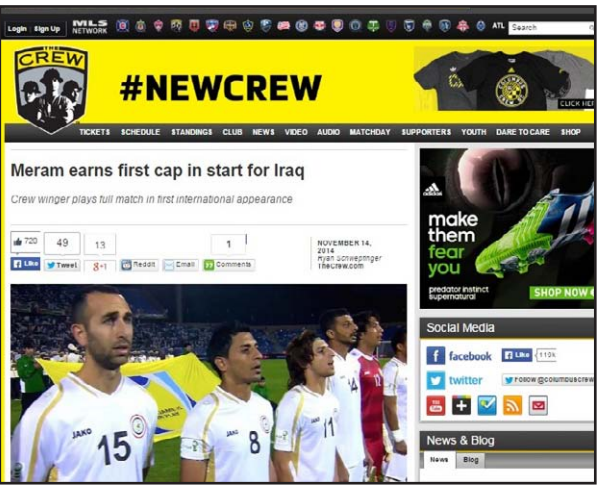 Login | Sign Up
MLS
NETWORK
ATL
Search
THE
CREW
#NEWCREW
CLICK HER
TICKETS SCHEDULE STANDINGS CLUB NEWS VIDEO AUDIO MATCHDAY SUPPORTERS YOUTH DARE TO CARE SHOP
Meram earns first cap in start for Iraq
Crew winger plays full match in first international appearance
720
49
13
1
Like
Tweet
g+1
Reddit
Email
Comments
NOVEMBER 14,
2014
Ryan Schwepfinger
TheCrew.com
JAKO
15
JAKO
8
11
14
adidas
make
them
fear
you
predator instinct
supernatural
SHOP NOW
Social Media
facebook
Like
110k
twitter
Follow @columbuscrew
You
News & Blog
News
Blog